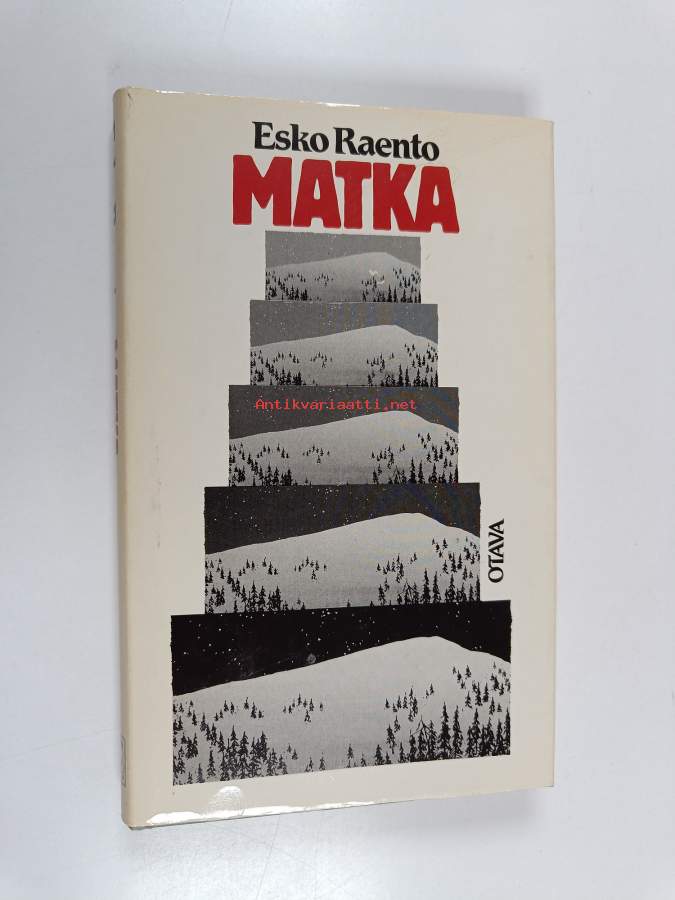 Esko Raento
MATKA
Antikvariaatti.net
OTAVA